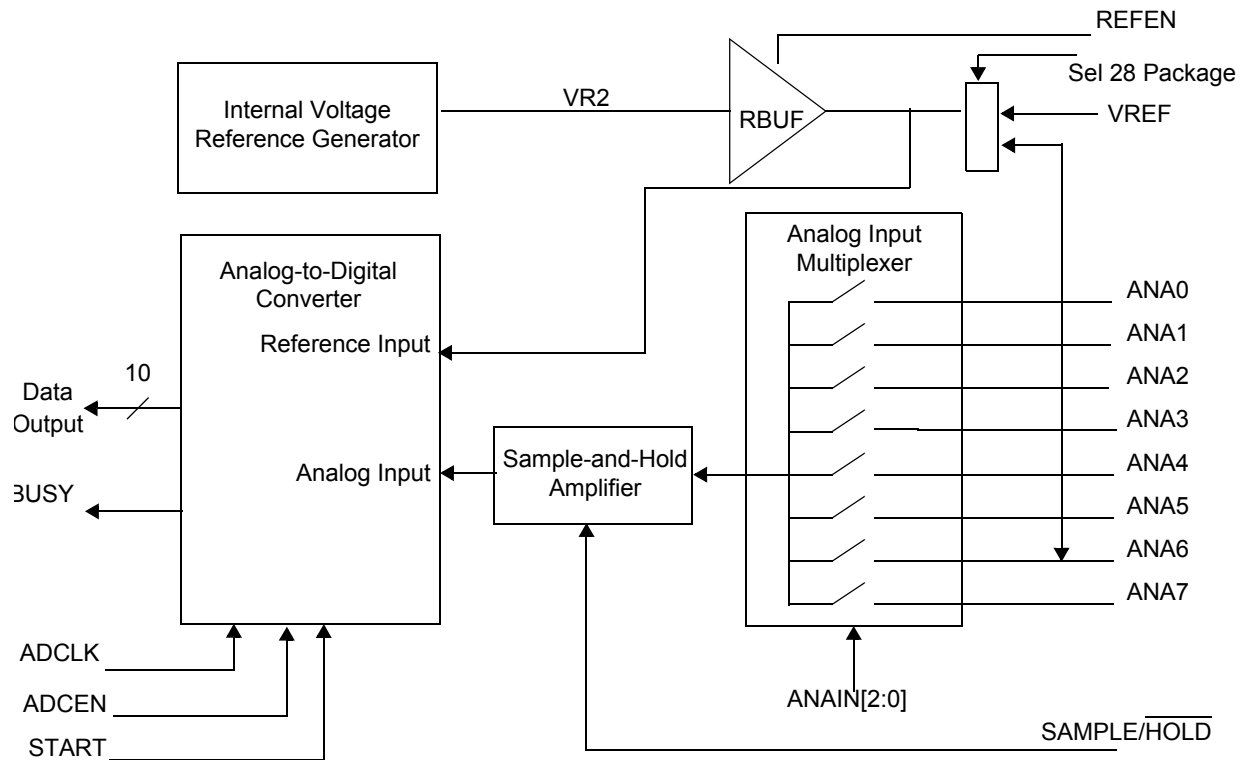 REFEN
Sel 28 Package
Internal Voltage
Reference Generator
VR2
RBUF
VREF
Analog Input
Multiplexer
Analog-to-Digital
Converter
Reference Input
ANA0
ANA1
ANA2
ANA3
ANA4
ANA5
ANA6
ANA7
10
Data
Output
Analog Input
Sample-and-Hold
Amplifier
BUSY
ADCLK
ADCEN
START
ANAIN[2:0]
SAMPLE/HOLD